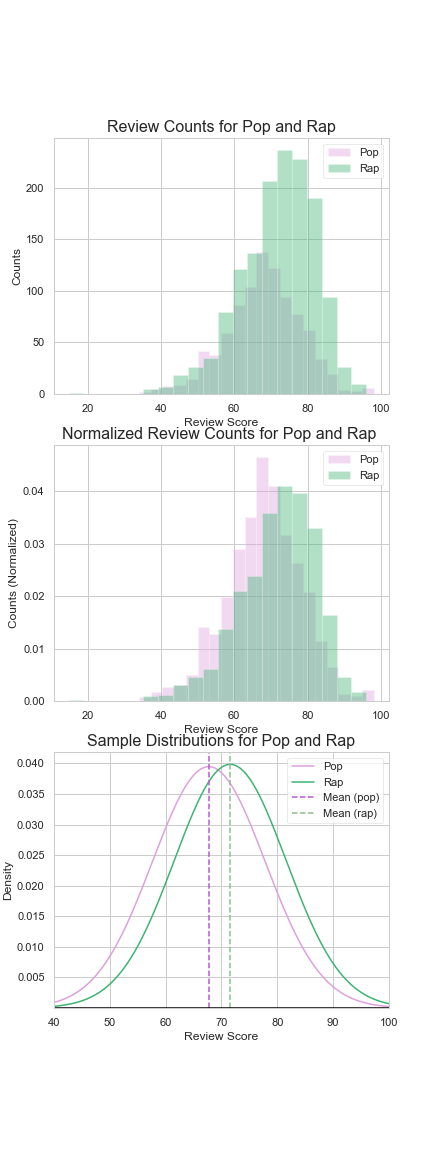 Review Counts for Pop and Rap
Pop
Rap
200
150
100
50
0
Counts
20 40 60 80 100
Review Score
Normalized Review Counts for Pop and Rap
Pop
Rap
0.04
0.03
0.02
0.01
0.00
Counts (Normalized)
20 40 60 80 100
Review Score
Sample Distributions for Pop and Rap
Pop
Rap
Mean (pop)
Mean (rap)
0.040
0.035
0.030
0.025
0.020
0.015
0.010
0.005
Density
40 50 60 70 80 90 100
Review Score